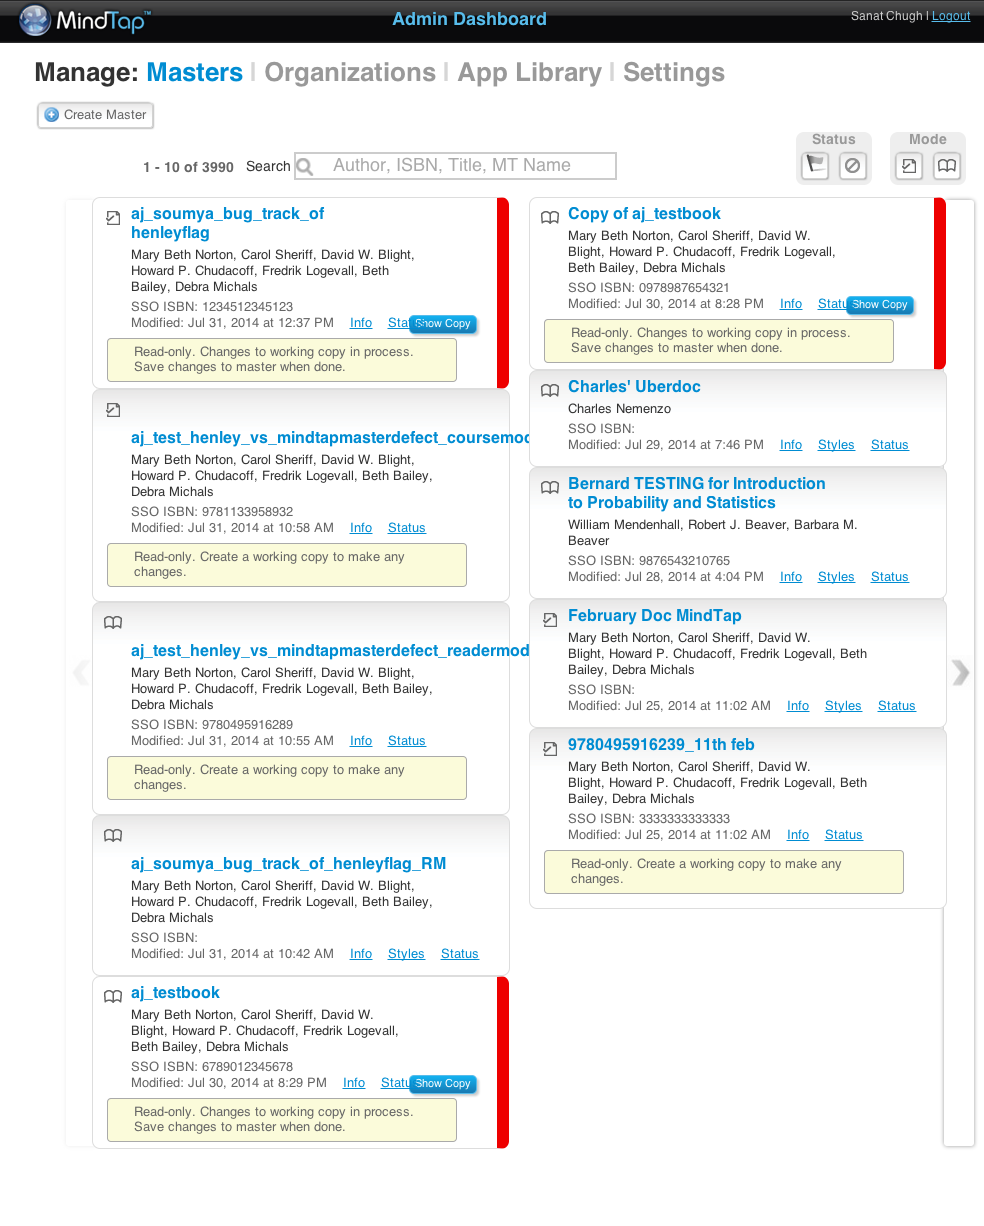 MindTap™
Admin Dashboard
Sanat Chugh | Logout
Manage: Masters | Organizations | App Library | Settings
Create Master
1 - 10 of 3990 Search Author, ISBN, Title, MT Name
Status
Mode
aj_soumya_bug_track_of
henleyflag
Mary Beth Norton, Carol Sheriff, David W. Blight,
Howard P. Chudacoff, Fredrik Logevall, Beth
Bailey, Debra Michals
SSO ISBN: 1234512345123
Modified: Jul 31, 2014 at 12:37 PM Info Stat Show Copy
Read-only. Changes to working copy in process.
Save changes to master when done.
aj_test_henley_vs_mindtapmasterdefect_coursemod
Mary Beth Norton, Carol Sheriff, David W. Blight,
Howard P. Chudacoff, Fredrik Logevall, Beth Bailey,
Debra Michals
SSO ISBN: 9781133958932
Modified: Jul 31, 2014 at 10:58 AM Info Status
Read-only. Create a working copy to make any
changes.
aj_test_henley_vs_mindtapmasterdefect_readermod
Mary Beth Norton, Carol Sheriff, David W. Blight,
Howard P. Chudacoff, Fredrik Logevall, Beth Bailey,
Debra Michals
SSO ISBN: 9780495916289
Modified: Jul 31, 2014 at 10:55 AM Info Status
Read-only. Create a working copy to make any
changes.
aj_soumya_bug_track_of_henleyflag_RM
Mary Beth Norton, Carol Sheriff, David W. Blight,
Howard P. Chudacoff, Fredrik Logevall, Beth Bailey,
Debra Michals
SSO ISBN:
Modified: Jul 31, 2014 at 10:42 AM Info Styles Status
aj_testbook
Mary Beth Norton, Carol Sheriff, David W.
Blight, Howard P. Chudacoff, Fredrik Logevall,
Beth Bailey, Debra Michals
SSO ISBN: 6789012345678
Modified: Jul 30, 2014 at 8:29 PM Info Statu Show Copy
Read-only. Changes to working copy in process.
Save changes to master when done.
Copy of aj_testbook
Mary Beth Norton, Carol Sheriff, David W.
Blight, Howard P. Chudacoff, Fredrik Logevall,
Beth Bailey, Debra Michals
SSO ISBN: 0978987654321
Modified: Jul 30, 2014 at 8:28 PM Info Statu Show Copy
Read-only. Changes to working copy in process.
Save changes to master when done.
Charles' Uberdoc
Charles Nemenzo
SSO ISBN:
Modified: Jul 29, 2014 at 7:46 PM Info Styles Status
Bernard TESTING for Introduction
to Probability and Statistics
William Mendenhall, Robert J. Beaver, Barbara M.
Beaver
SSO ISBN: 9876543210765
Modified: Jul 28, 2014 at 4:04 PM Info Styles Status
February Doc MindTap
Mary Beth Norton, Carol Sheriff, David W.
Blight, Howard P. Chudacoff, Fredrik Logevall, Beth
Bailey, Debra Michals
SSO ISBN:
Modified: Jul 25, 2014 at 11:02 AM Info Styles Status
9780495916239_11th feb
Mary Beth Norton, Carol Sheriff, David W.
Blight, Howard P. Chudacoff, Fredrik Logevall, Beth
Bailey, Debra Michals
SSO ISBN: 3333333333333
Modified: Jul 25, 2014 at 11:02 AM Info Status
Read-only. Create a working copy to make any
changes.